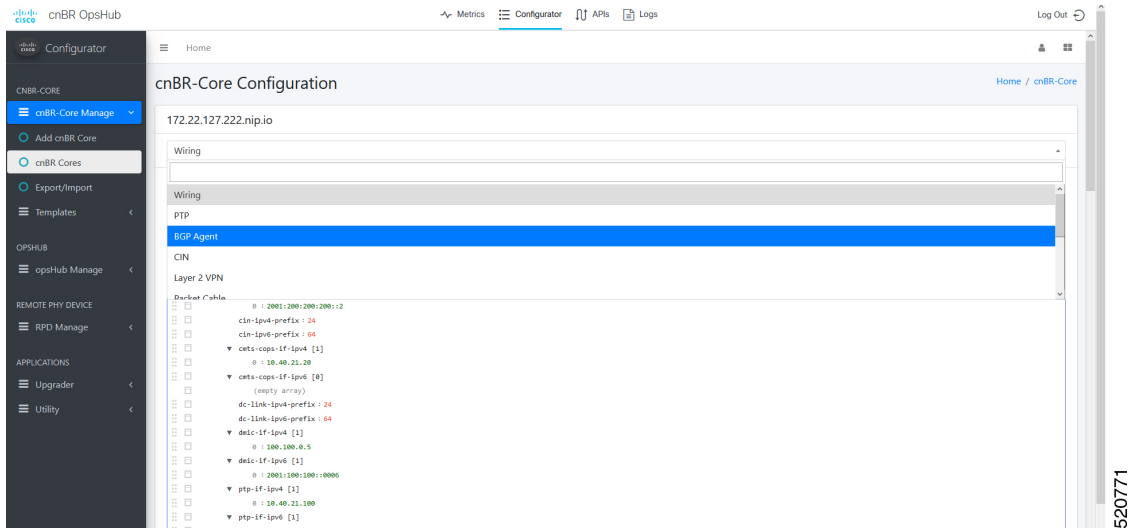 cisco cnBR OpsHub Metrics Configurator APIs Logs Log Out
cisco Configurator Home
cnBR-Core Configuration Home / cnBR-Core
CNBR-CORE
cnBR-Core Manage
Add cnBR Core
cnBR Cores
Export/Import
Templates
OPSHUB
opsHub Manage
REMOTE PHY DEVICE
RPD Manage
APPLICATIONS
Upgrader
Utility
172.22.127.222.nip.io
Wiring
Wiring
PTP
BGP Agent
CIN
Layer 2 VPN
Packet Cable
0 : 2001:200:200:200::2
cin-ipv4-prefix : 24
cin-ipv6-prefix : 64
▼ cmts-cops-if-ipv4 [1]
0 : 10.40.21.20
▼ cmts-cops-if-ipv6 [0]
(empty array)
dc-link-ipv4-prefix : 24
dc-link-ipv6-prefix : 64
▼ dmic-if-ipv4 [1]
0 : 100.100.0.5
▼ dmic-if-ipv6 [1]
0 : 2001:100:100::0006
▼ ptp-if-ipv4 [1]
0 : 10.40.21.100
▼ ptp-if-ipv6 [1]
520771